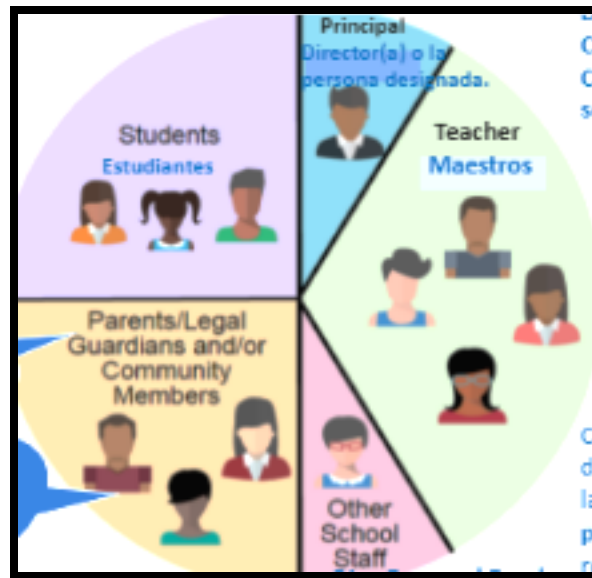 Principal
Director(a) o la
persona designada.
Students
Estudiantes
Teacher
Maestros
Parents/Legal
Guardians and/or
Community
Members
Other
School
Staff